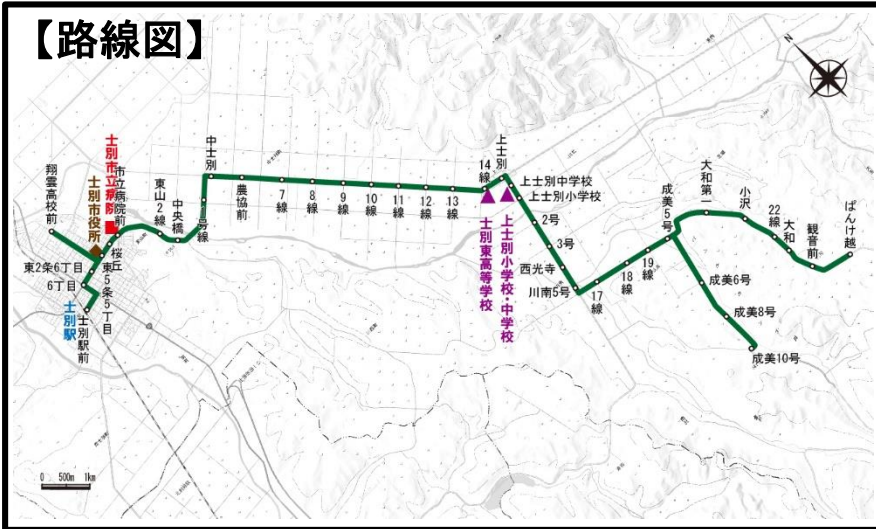 【路線図】
N
翔雲高校前
士別市役所
士別市立病院
市立病院前
桜丘
東2条6丁目
6丁目
士別駅
士別駅前
東5条5丁目
東山2線
中央橋
号線
中士別
農協前
7線
8線
9線
10線
11線
12線
13線
14線
上士別
上士別中学校
上士別小学校
士別東高等学校
上士別小学校・中学校
2号
3号
西光寺
川南5号
17線
18線
19線
成美5号
大和第一
小沢
22線
大和
観音前
ぱんけ越
成美6号
成美8号
成美10号
0 500m 1km